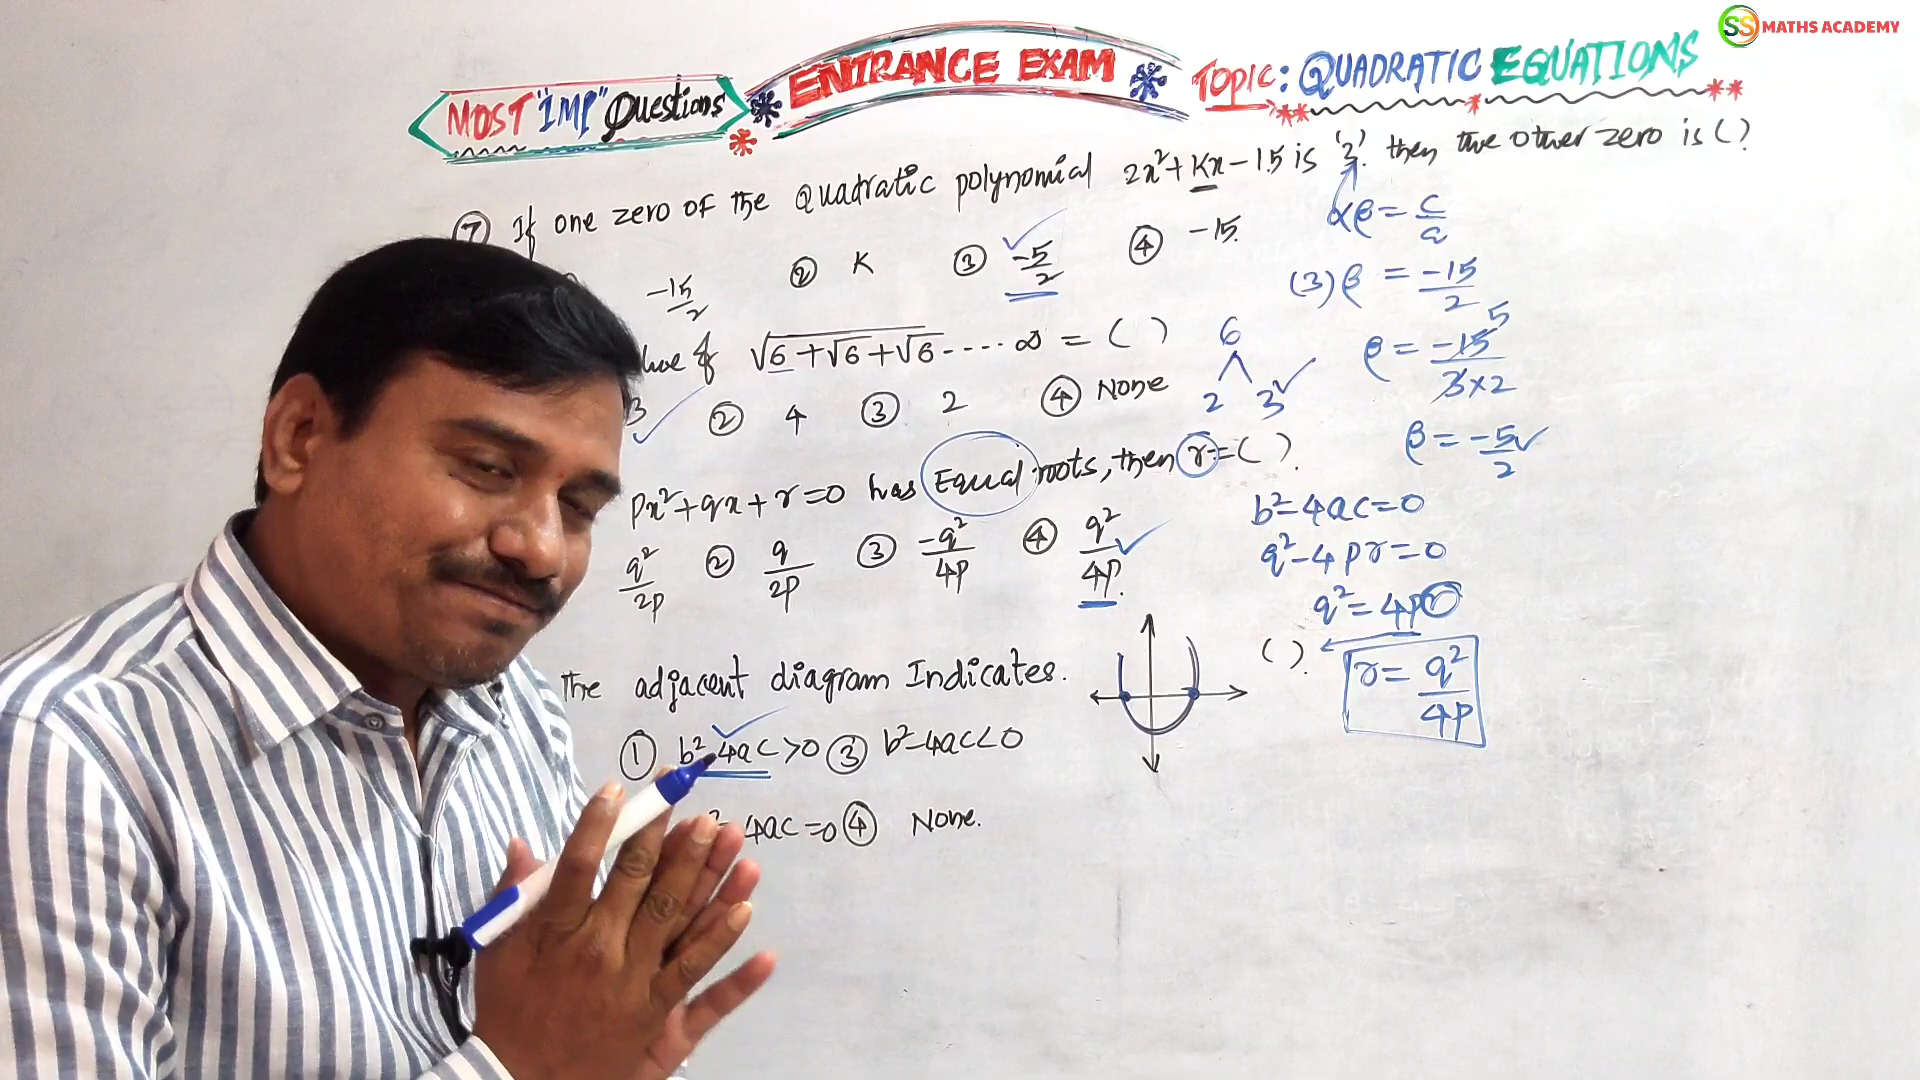 SS MATHS ACADEMY
MOST "IMP" Questions
ENTRANCE EXAM
Topic: QUADRATIC EQUATIONS
⑦ If one zero of the Quadratic polynomial 2x²+Kx-15 is '3' then the other zero is ( )?
-15/2 ② K ③ -5/2 ④ -15.
αβ = c/a
(3)β = -15/2
β = -15/3×2 5
β = -5/2
of √6+√6+√6....∞ = ( )
3 ② 4 ③ 2 ④ None
6
2 3
Px²+qx+r=0 has Equal roots, then r=( ).
q²/2P ② q/2P ③ -q²/4P ④ q²/4P.
b²-4ac=0
q²-4pr=0
q²=4pr
r= q²/4P
The adjacent diagram Indicates. ( ).
① b²-4ac>0 ③ b²-4ac<0
4ac=0 ④ None.